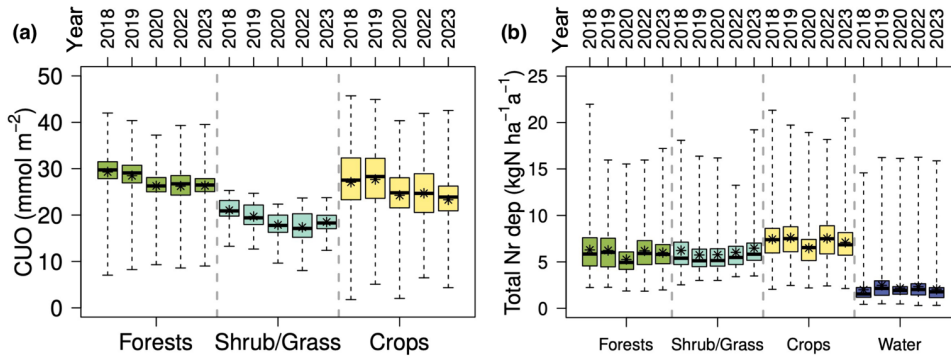 (a)
Year
2018 2019 2020 2022 2023 2018 2019 2020 2022 2023 2018 2019 2020 2022 2023
CUO (mmol m⁻²)
50
40
30
20
10
0
Forests Shrub/Grass Crops
(b)
Year
2018 2019 2020 2022 2023 2018 2019 2020 2022 2023 2018 2019 2020 2022 2023 2018 2019 2020 2022 2023
Total Nr dep (kgN ha⁻¹a⁻¹)
25
20
15
10
5
0
Forests Shrub/Grass Crops Water